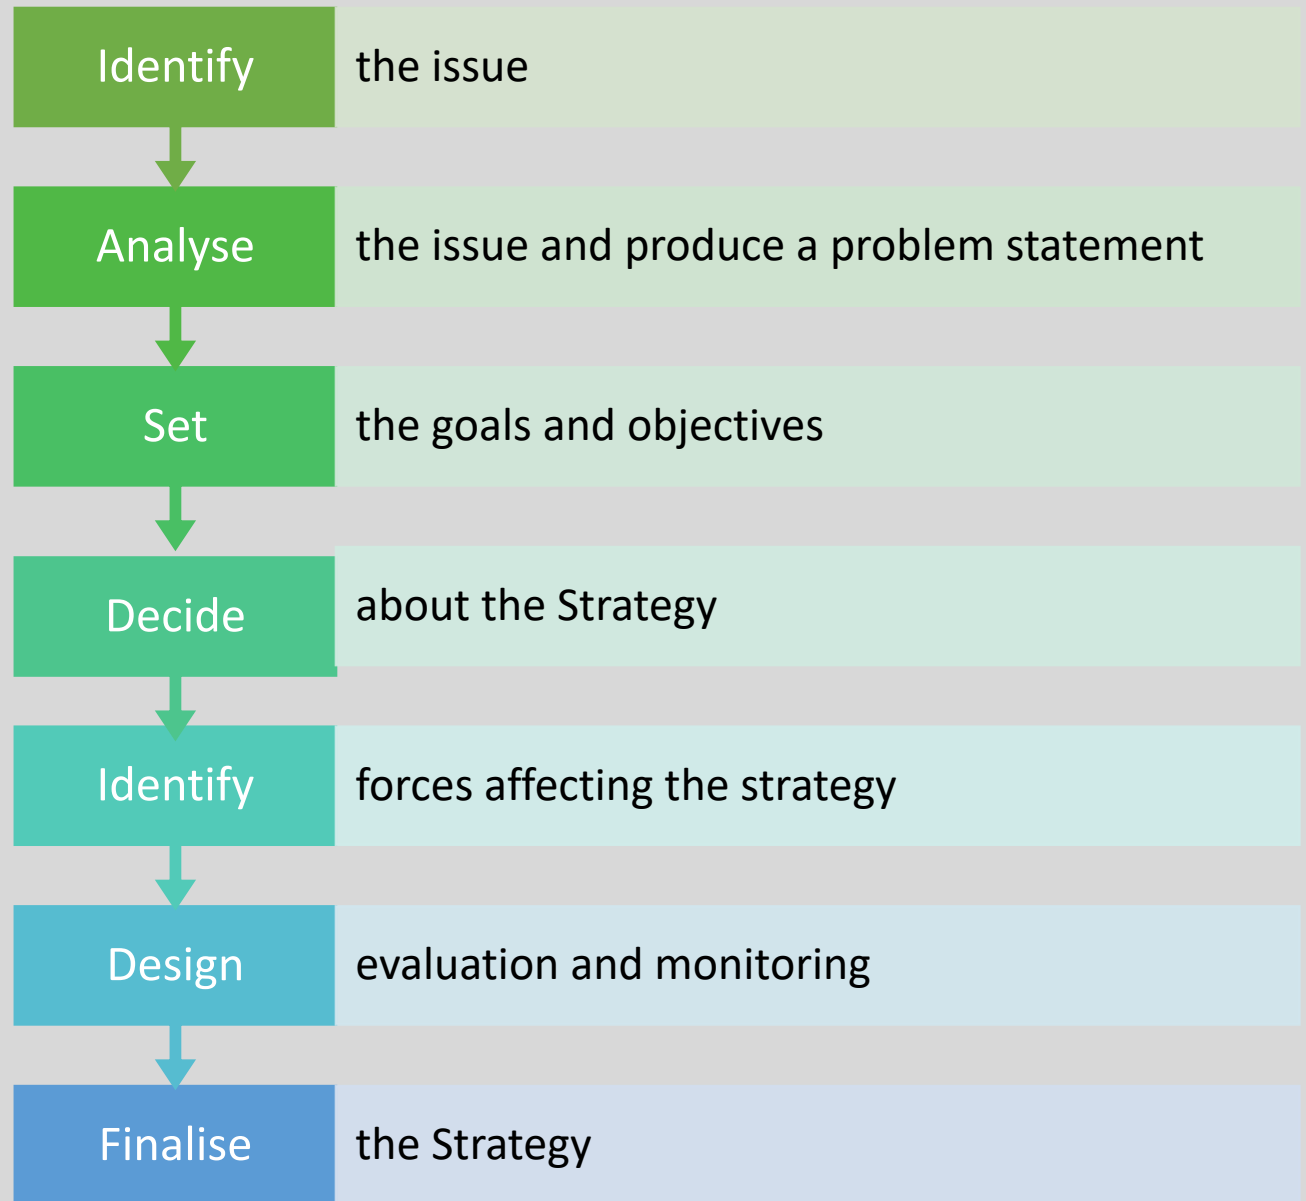 Identify the issue
Analyse the issue and produce a problem statement
Set the goals and objectives
Decide about the Strategy
Identify forces affecting the strategy
Design evaluation and monitoring
Finalise the Strategy